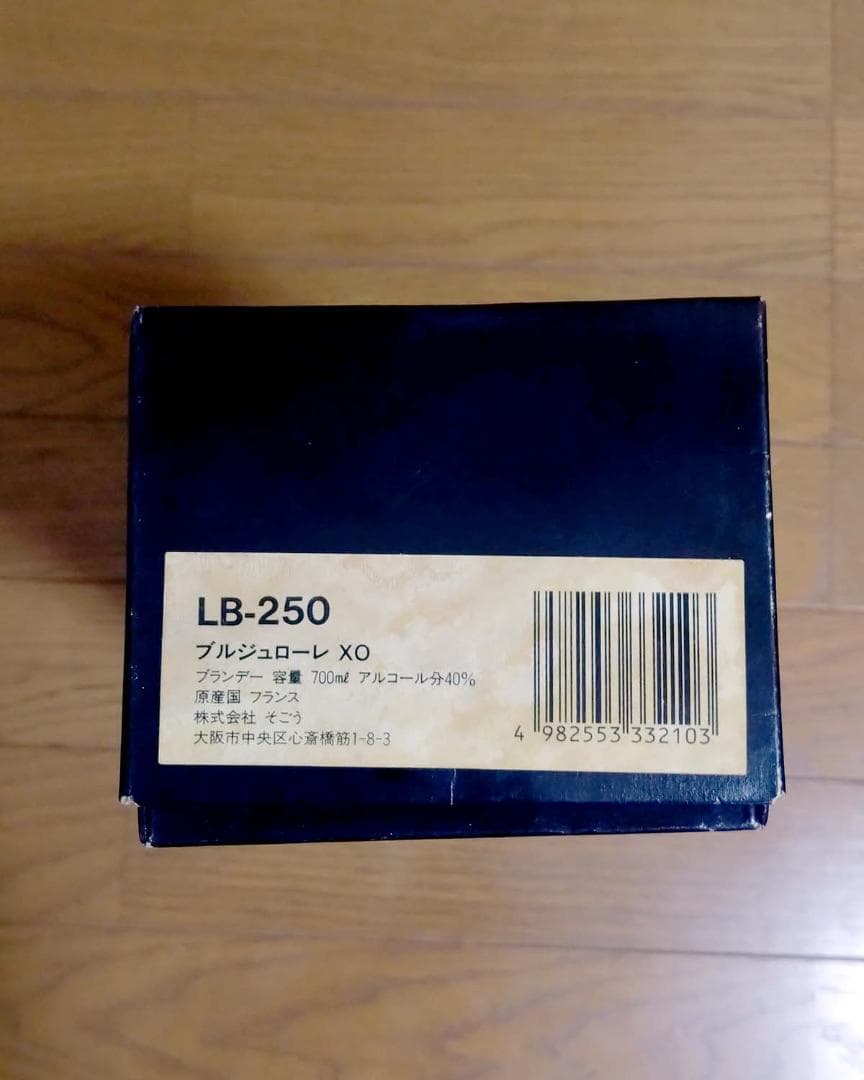 LB-250
ブルジュローレ XO
ブランデー 容量 700mℓ アルコール分40%
原産国 フランス
株式会社 そごう
大阪市中央区心斎橋筋1-8-3
4 982553 332103